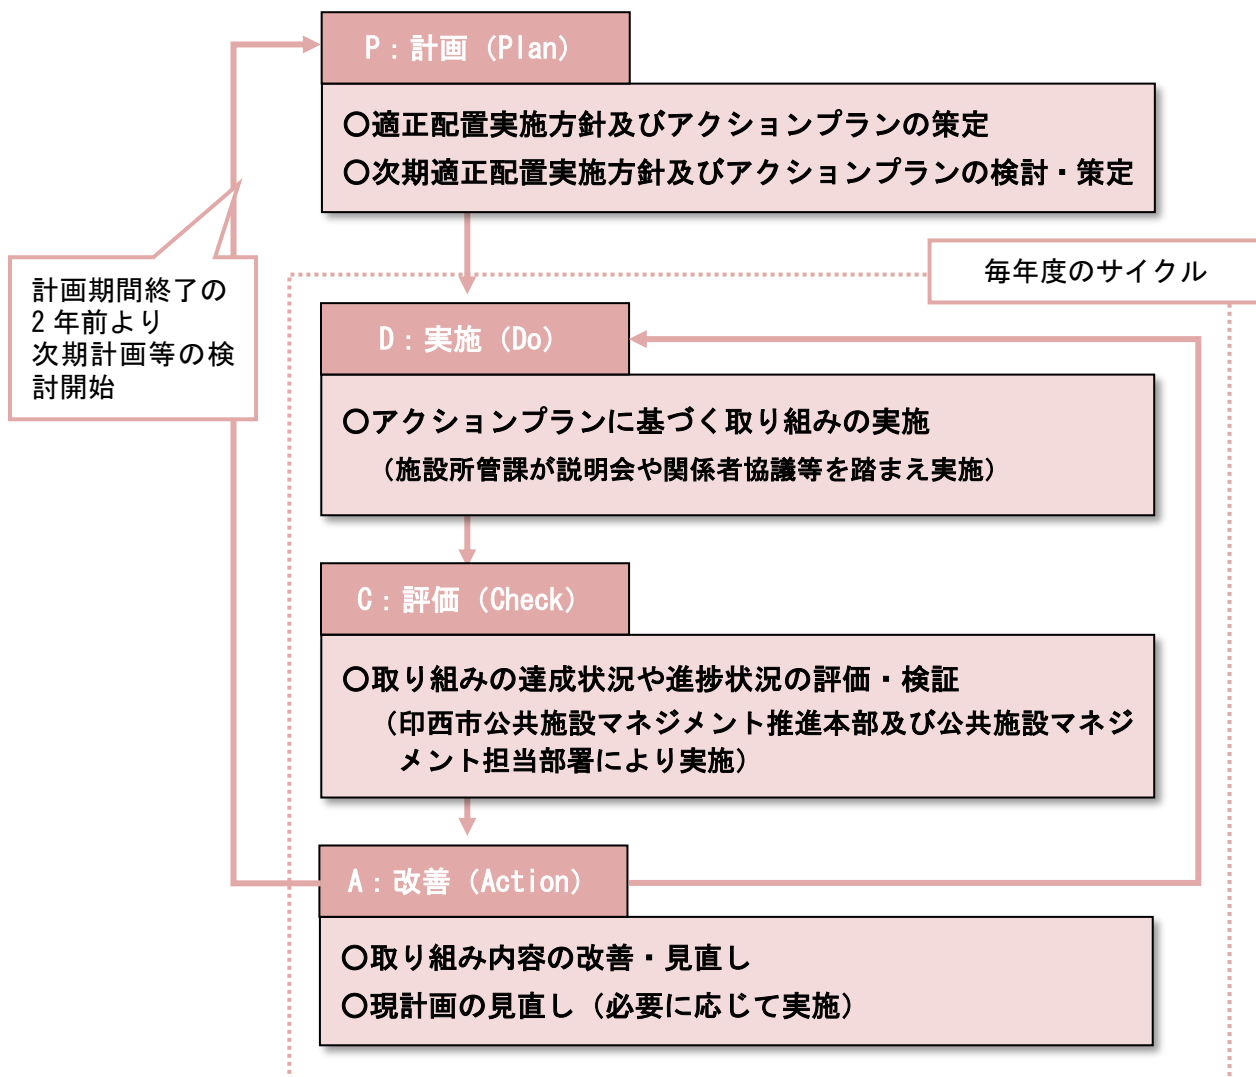 P：計画（Plan）
○適正配置実施方針及びアクションプランの策定
○次期適正配置実施方針及びアクションプランの検討・策定
計画期間終了の
2年前より
次期計画等の検
討開始
毎年度のサイクル
D：実施（Do）
○アクションプランに基づく取り組みの実施
（施設所管課が説明会や関係者協議等を踏まえ実施）
C：評価（Check）
○取り組みの達成状況や進捗状況の評価・検証
（印西市公共施設マネジメント推進本部及び公共施設マネジ
メント担当部署により実施）
A：改善（Action）
○取り組み内容の改善・見直し
○現計画の見直し（必要に応じて実施）